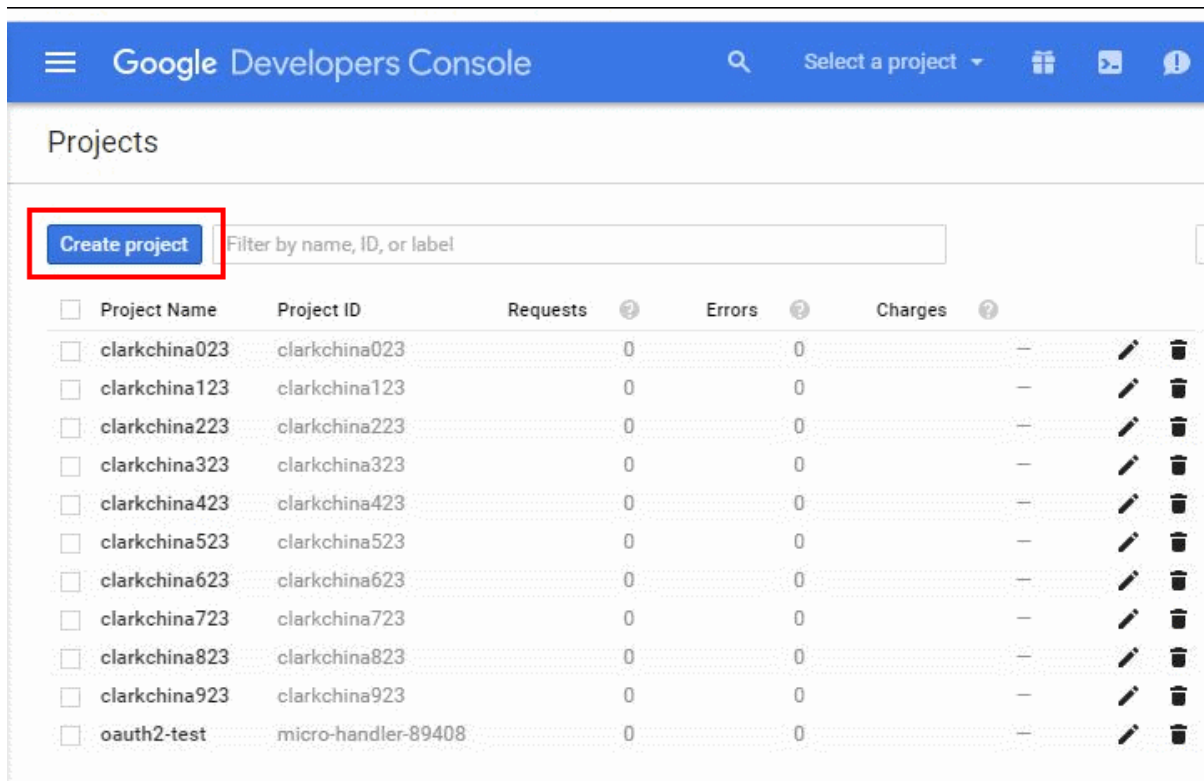 Google Developers Console Select a project
Projects
Create project Filter by name, ID, or label
Project Name Project ID Requests Errors Charges
clarkchina023 clarkchina023 0 0 —
clarkchina123 clarkchina123 0 0 —
clarkchina223 clarkchina223 0 0 —
clarkchina323 clarkchina323 0 0 —
clarkchina423 clarkchina423 0 0 —
clarkchina523 clarkchina523 0 0 —
clarkchina623 clarkchina623 0 0 —
clarkchina723 clarkchina723 0 0 —
clarkchina823 clarkchina823 0 0 —
clarkchina923 clarkchina923 0 0 —
oauth2-test micro-handler-89408 0 0 —